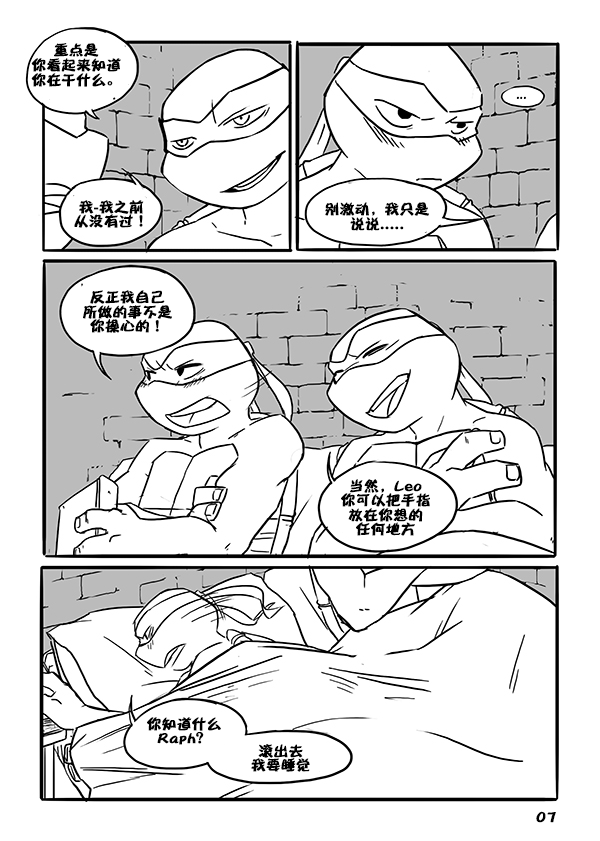 重点是
你看起来知道
你在干什么。
我-我之前
从没有过！
...
别激动，我只是
说说.....
反正我自己
所做的事不是
你操心的！
当然，Leo
你可以把手指
放在你想的
任何地方
你知道什么
Raph?
滚出去
我要睡觉
07